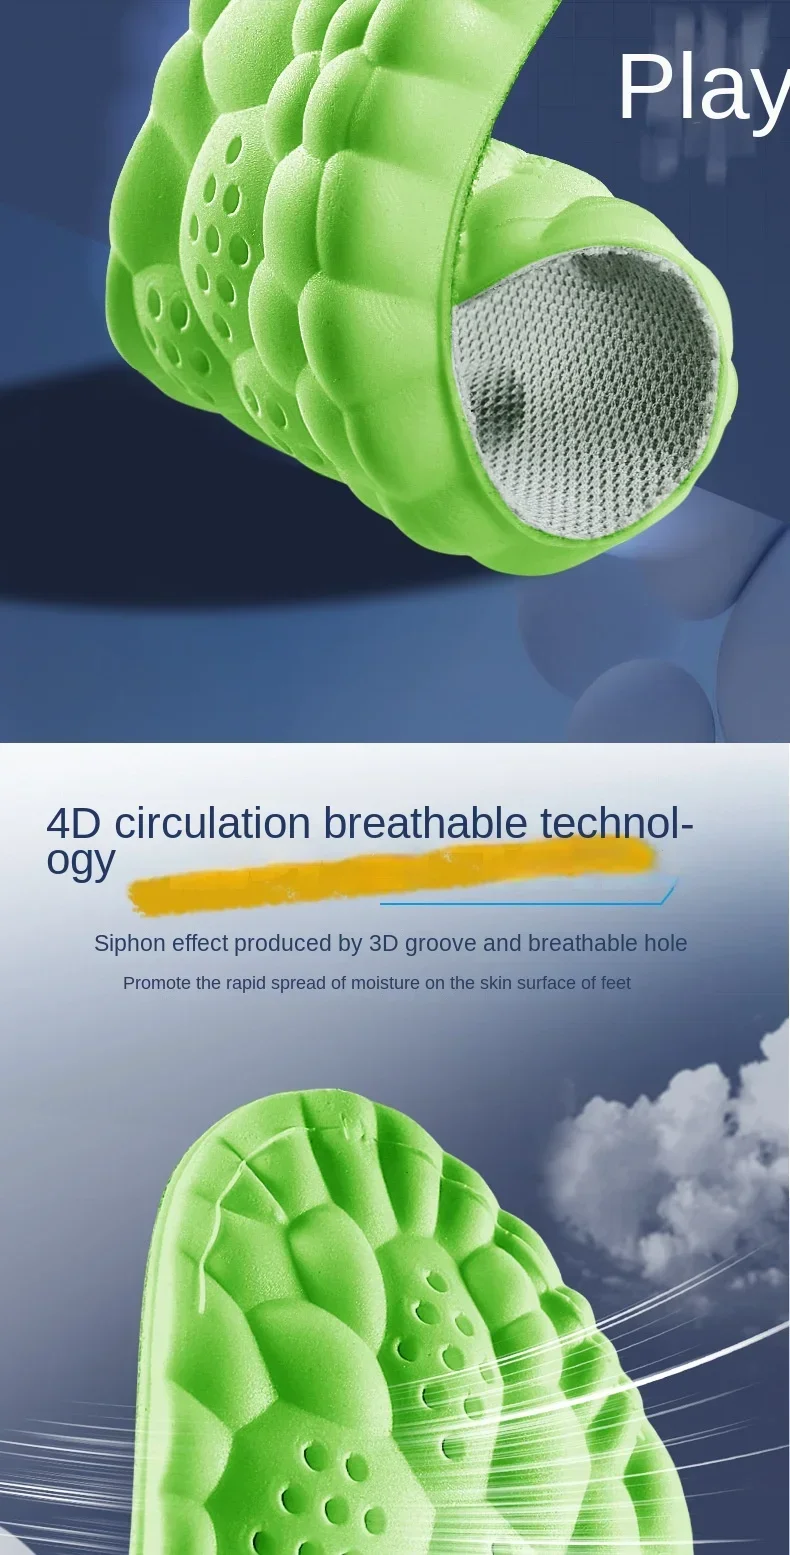 Play
4D circulation breathable technol-
ogy
Siphon effect produced by 3D groove and breathable hole
Promote the rapid spread of moisture on the skin surface of feet